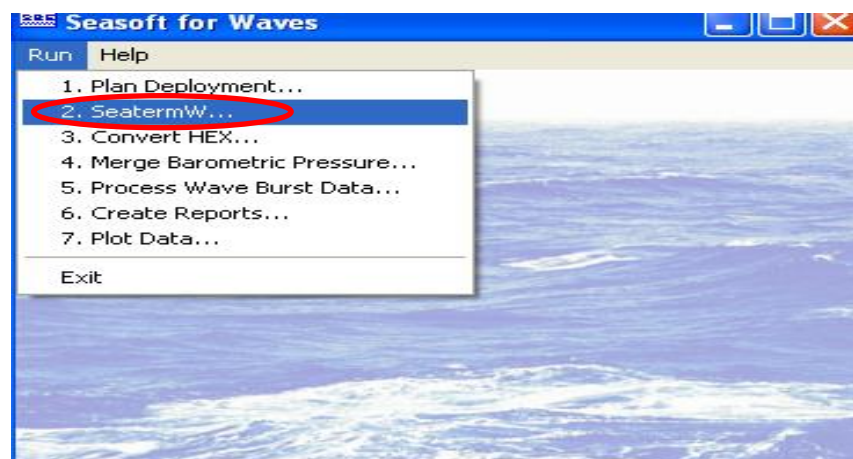 SBE Seasoft for Waves
Run Help
1. Plan Deployment...
2. SeatermW...
3. Convert HEX...
4. Merge Barometric Pressure...
5. Process Wave Burst Data...
6. Create Reports...
7. Plot Data...
Exit